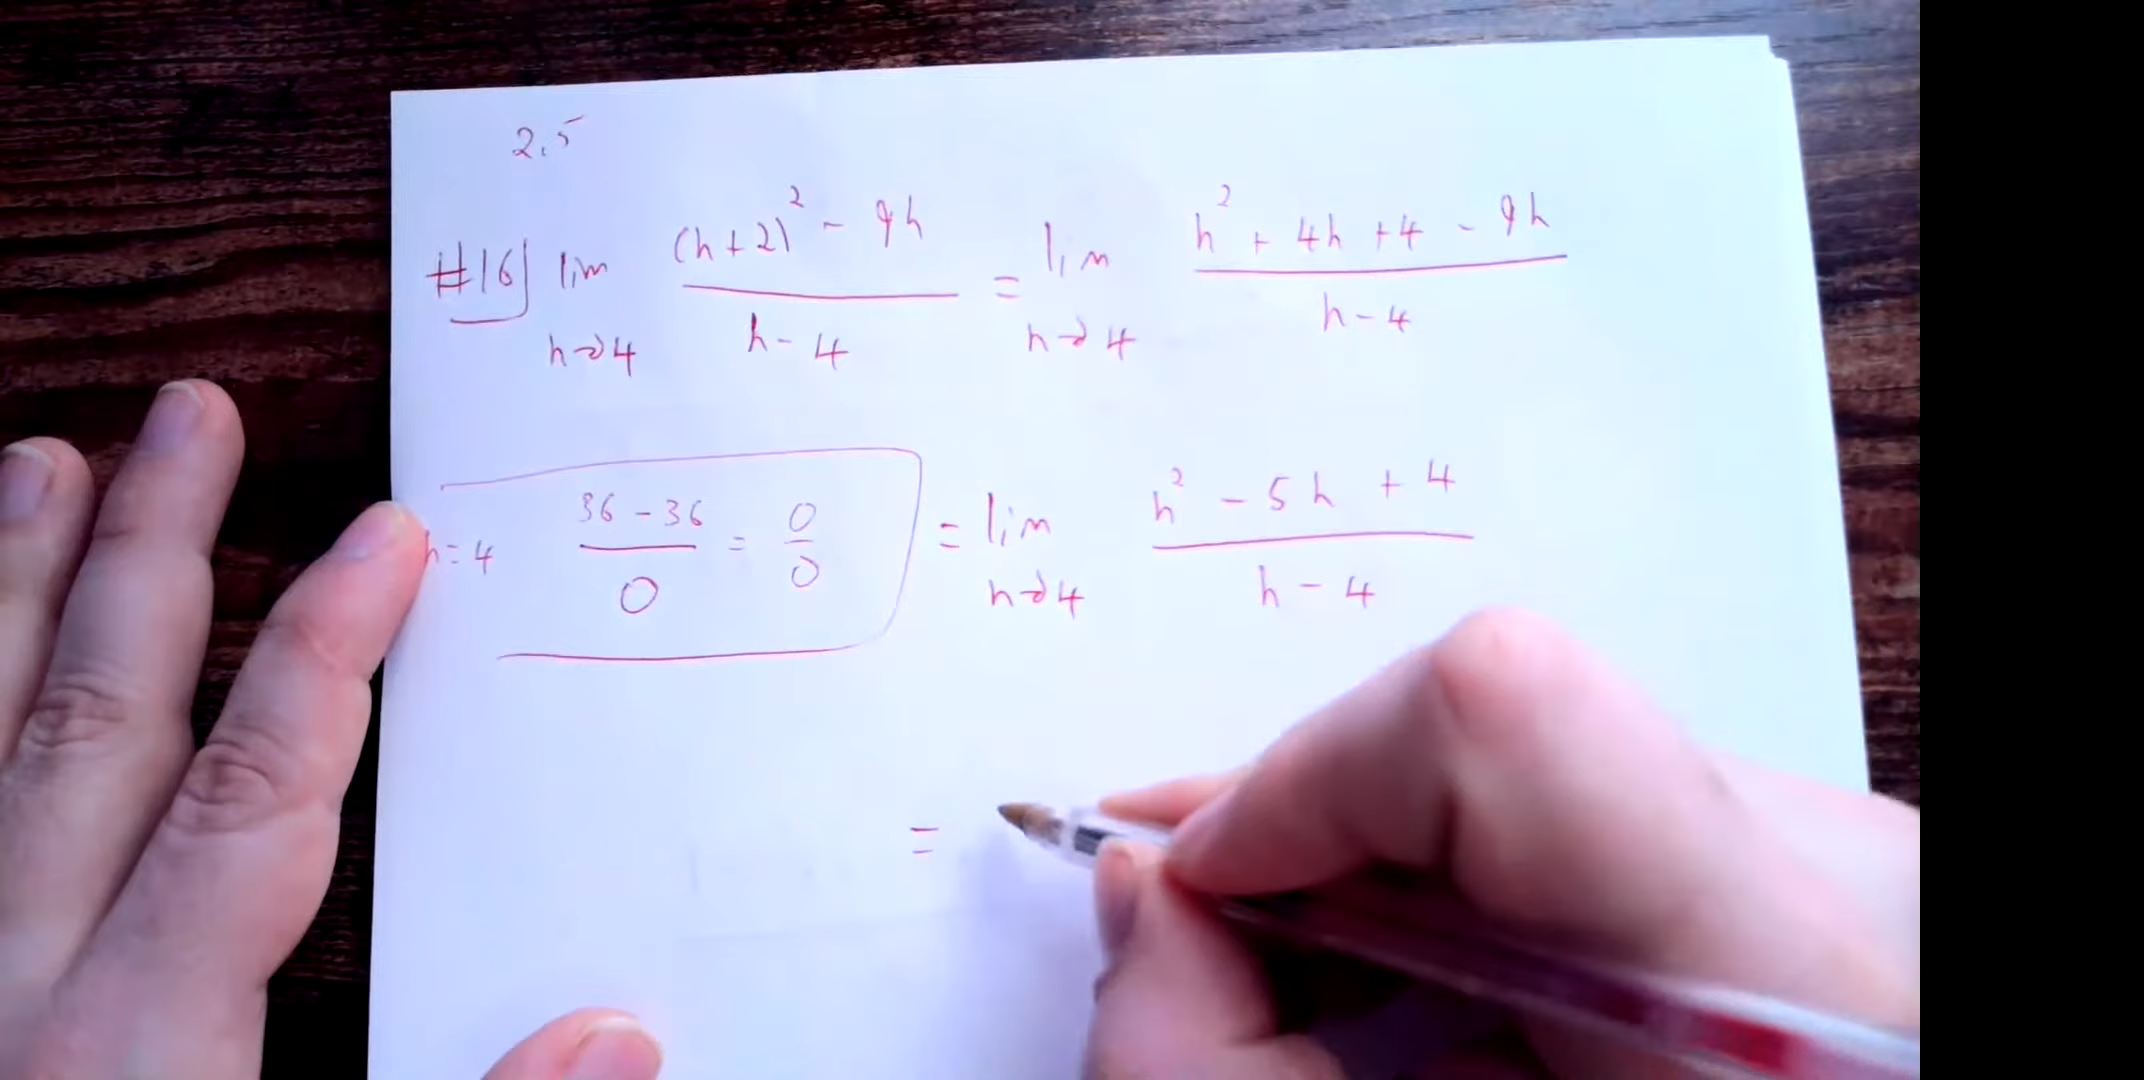 2.5
#16] lim h→4 ((h+2)² - 9h)/(h-4) = lim h→4 (h² + 4h + 4 - 9h)/(h-4)
h=4 (36-36)/0 = 0/0 = lim h→4 (h² - 5h + 4)/(h-4)
=